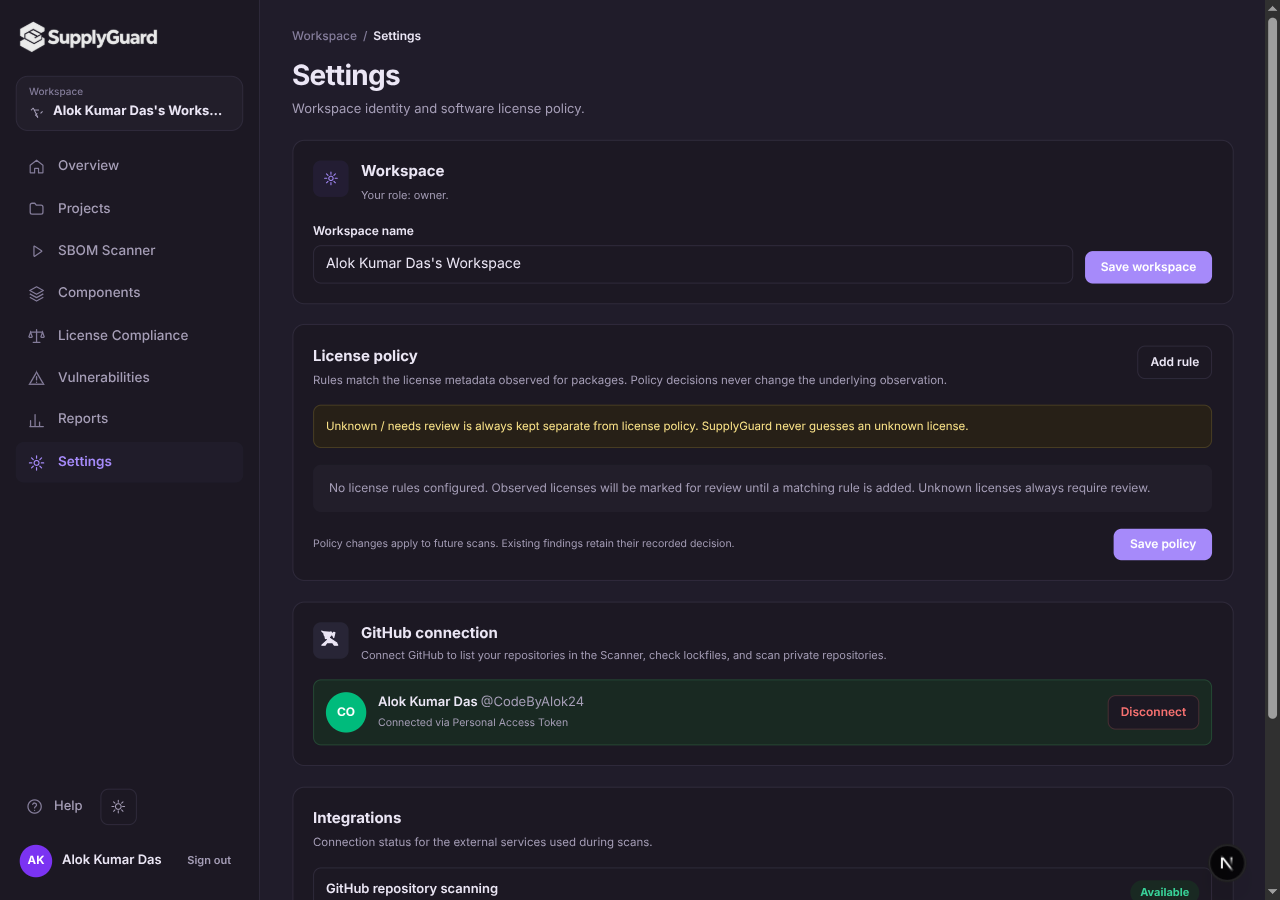 SupplyGuard
Workspace
Alok Kumar Das's Works...
Overview
Projects
SBOM Scanner
Components
License Compliance
Vulnerabilities
Reports
Settings
Help
AK
Alok Kumar Das
Sign out
Workspace / Settings
Settings
Workspace identity and software license policy.
Workspace
Your role: owner.
Workspace name
Alok Kumar Das's Workspace
Save workspace
License policy
Rules match the license metadata observed for packages. Policy decisions never change the underlying observation.
Add rule
Unknown / needs review is always kept separate from license policy. SupplyGuard never guesses an unknown license.
No license rules configured. Observed licenses will be marked for review until a matching rule is added. Unknown licenses always require review.
Policy changes apply to future scans. Existing findings retain their recorded decision.
Save policy
GitHub connection
Connect GitHub to list your repositories in the Scanner, check lockfiles, and scan private repositories.
CO
Alok Kumar Das @CodeByAlok24
Connected via Personal Access Token
Disconnect
Integrations
Connection status for the external services used during scans.
GitHub repository scanning
Available
N